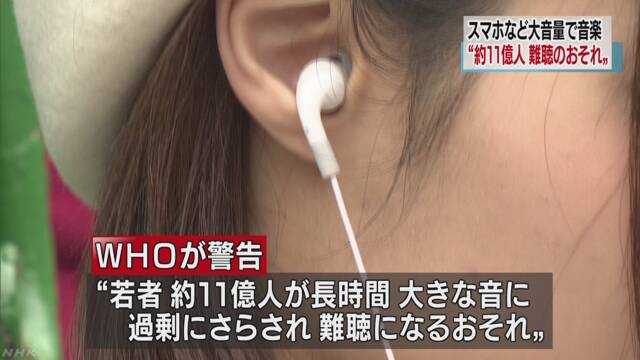 スマホなど大音量で音楽
“約11億人 難聴のおそれ„
WHOが警告
“若者 約11億人が長時間 大きな音に
過剰にさらされ 難聴になるおそれ„
NHK